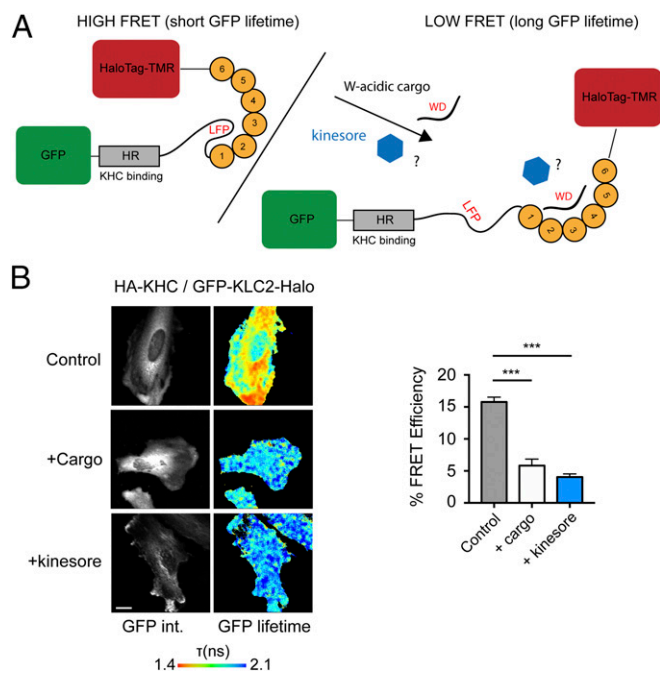 A
HIGH FRET (short GFP lifetime)
LOW FRET (long GFP lifetime)
HaloTag-TMR
6
5
4
3
2
1
LFP
GFP
HR
KHC binding
W-acidic cargo
WD
kinesore
?
HaloTag-TMR
?
6
5
4
3
2
1
WD
LFP
GFP
HR
KHC binding
B
HA-KHC / GFP-KLC2-Halo
Control
+Cargo
+kinesore
GFP int.
GFP lifetime
τ(ns)
1.4
2.1
% FRET Efficiency
20
15
10
5
0
***
***
Control
+ cargo
+ kinesore